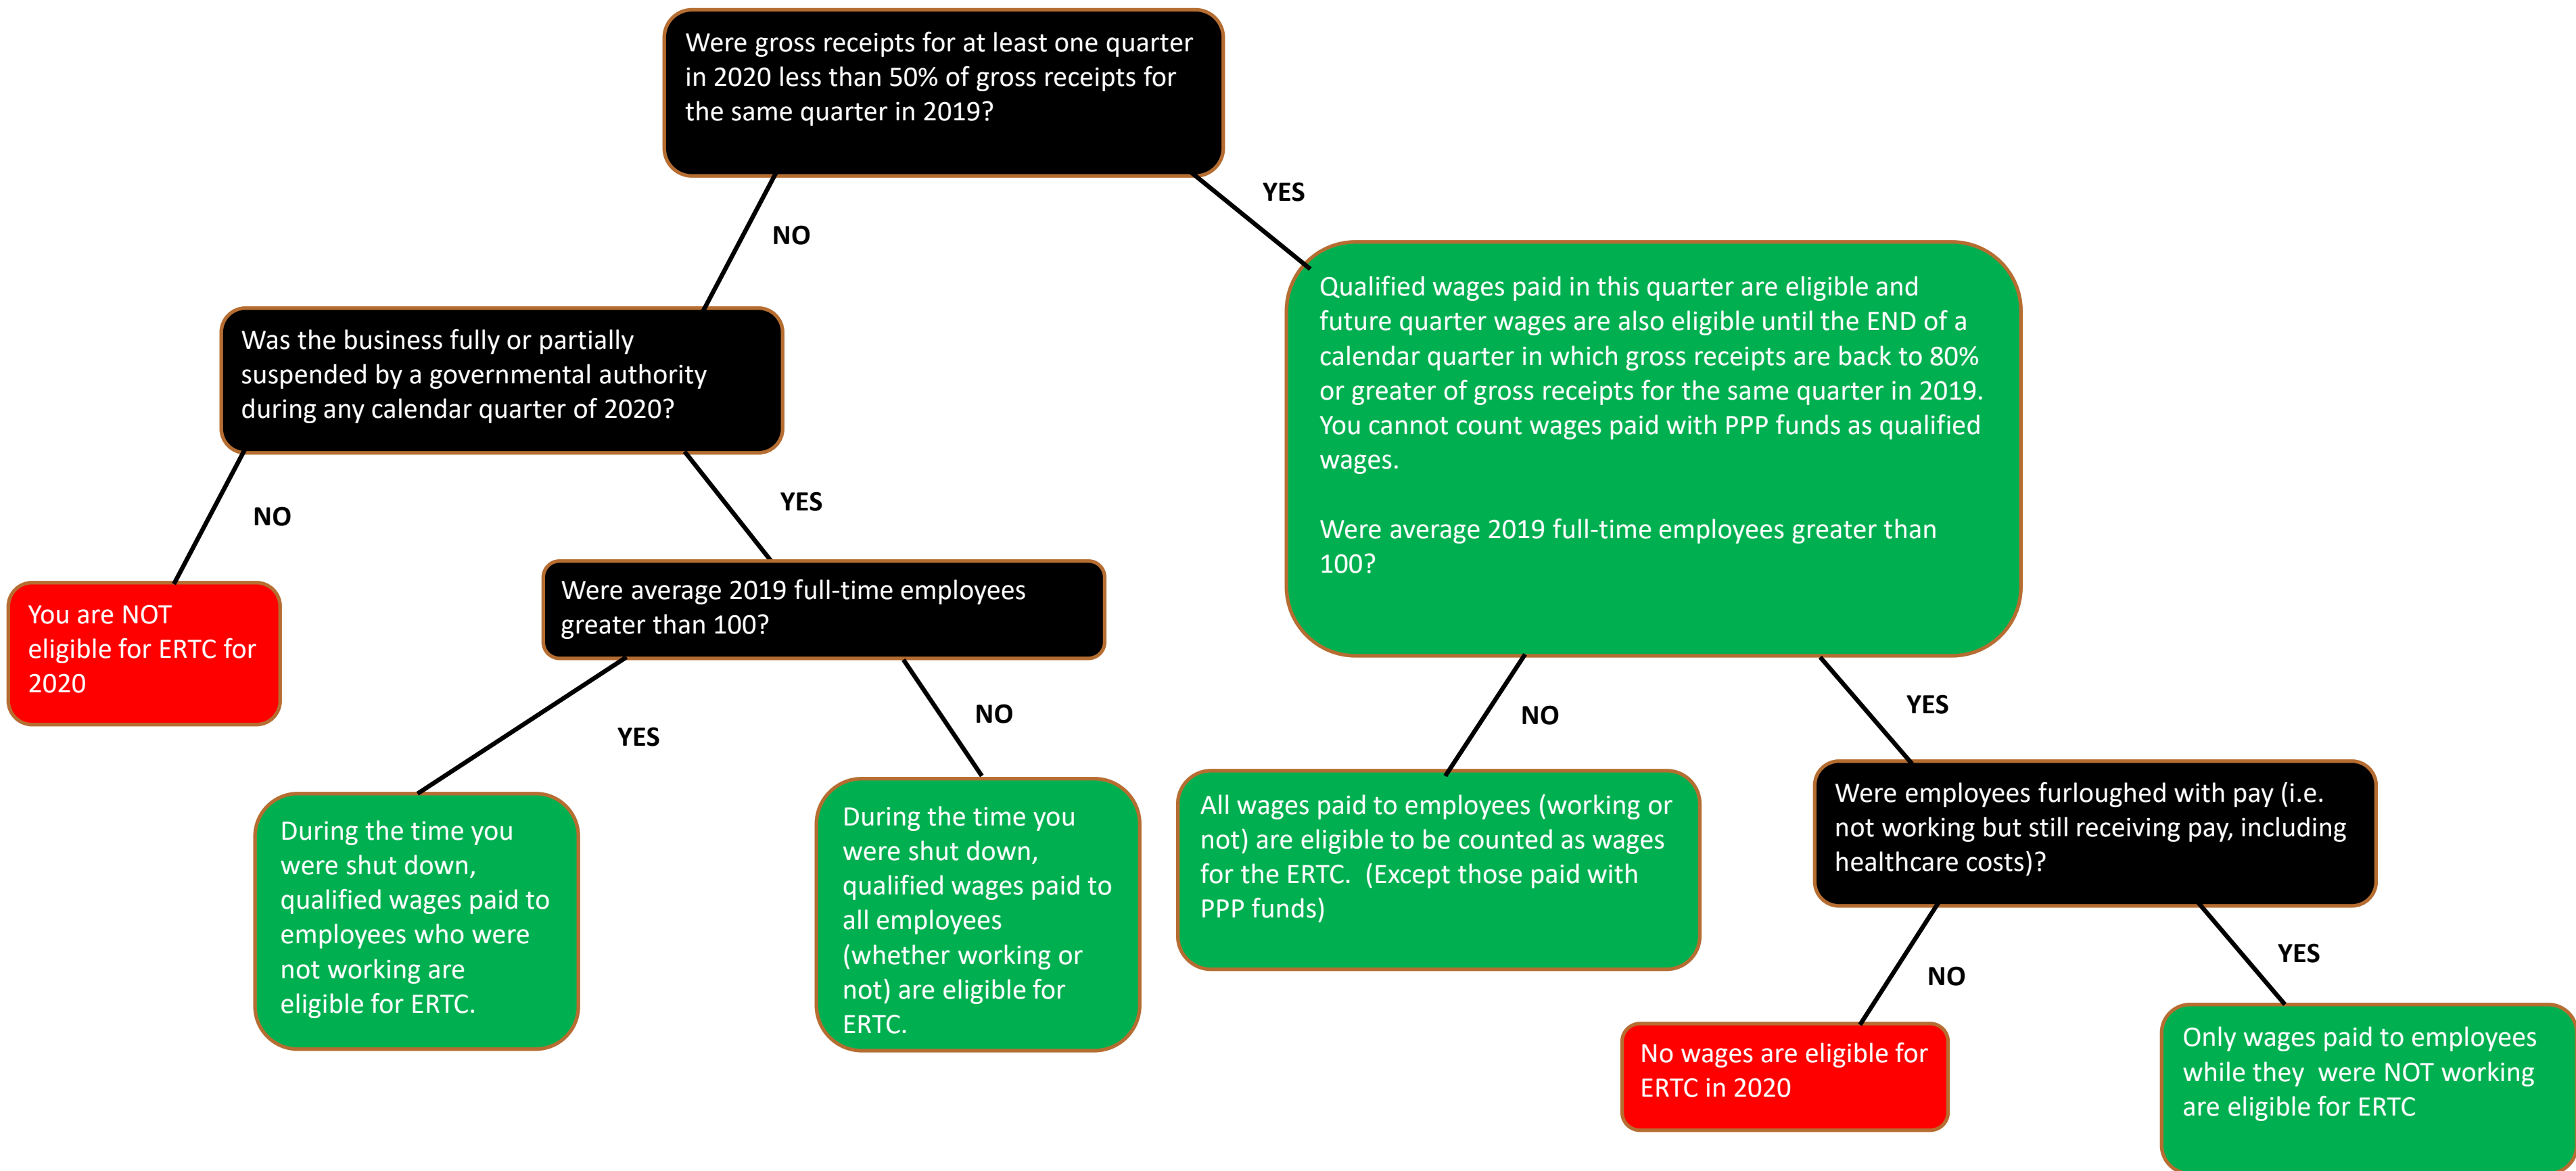 Were gross receipts for at least one quarter
in 2020 less than 50% of gross receipts for
the same quarter in 2019?
YES
NO
Qualified wages paid in this quarter are eligible and
future quarter wages are also eligible until the END of a
calendar quarter in which gross receipts are back to 80%
or greater of gross receipts for the same quarter in 2019.
You cannot count wages paid with PPP funds as qualified
wages.
Were average 2019 full-time employees greater than
100?
Was the business fully or partially
suspended by a governmental authority
during any calendar quarter of 2020?
NO
YES
You are NOT
eligible for ERTC for
2020
Were average 2019 full-time employees
greater than 100?
YES
NO
NO
YES
During the time you
were shut down,
qualified wages paid to
employees who were
not working are
eligible for ERTC.
During the time you
were shut down,
qualified wages paid to
all employees
(whether working or
not) are eligible for
ERTC.
All wages paid to employees (working or
not) are eligible to be counted as wages
for the ERTC.  (Except those paid with
PPP funds)
Were employees furloughed with pay (i.e.
not working but still receiving pay, including
healthcare costs)?
NO
YES
No wages are eligible for
ERTC in 2020
Only wages paid to employees
while they  were NOT working
are eligible for ERTC